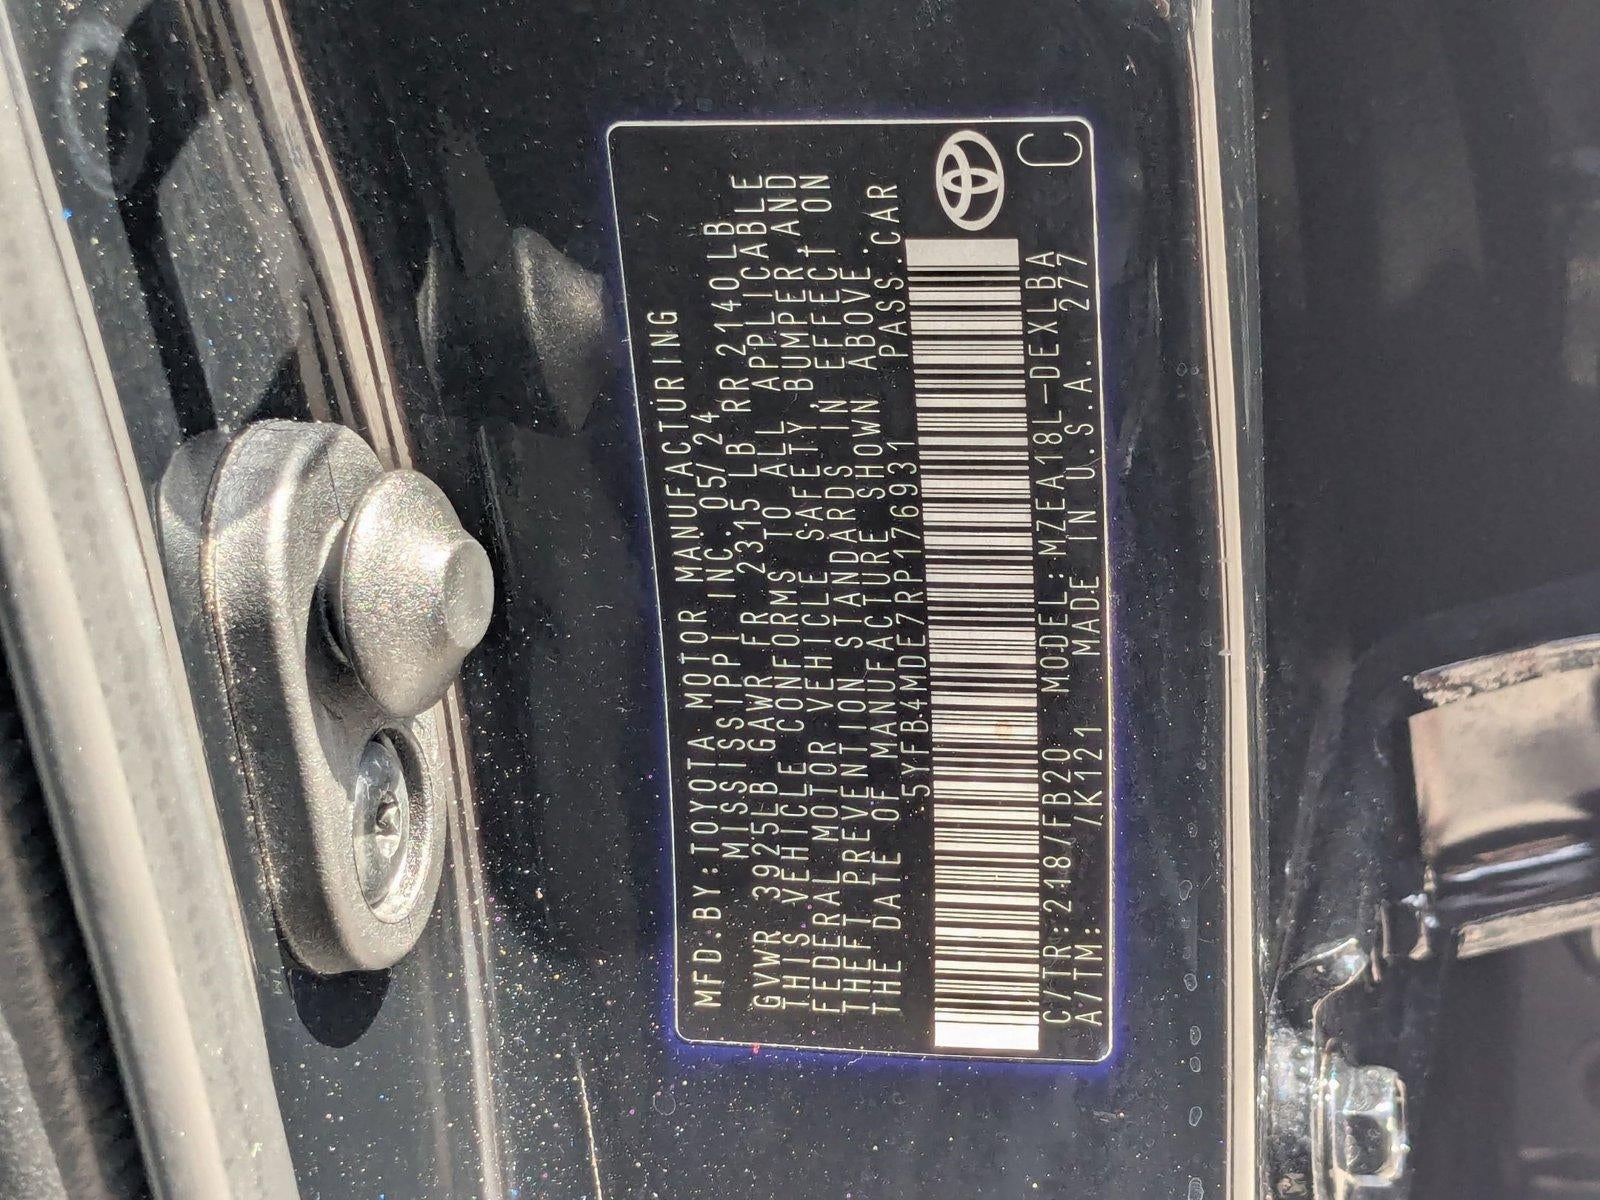 MFD.BY:TOYOTA MOTOR MANUFACTURING
MISSISSIPPI INC. 05/24
GVWR 3925LB GAWR FR 2315 LB RR 2140LB
THIS VEHICLE CONFORMS TO ALL APPLICABLE
FEDERAL MOTOR VEHICLE SAFETY, BUMPER, AND
THEFT PREVENTION STANDARDS IN EFFECT ON
THE DATE OF MANUFACTURE SHOWN ABOVE.
5YFB4MDE7RP176931 PASS.CAR
C/TR:218/FB20 MODEL:MZEA18L-DEXLBA
A/TM: /K121 MADE IN U.S.A. 277
C